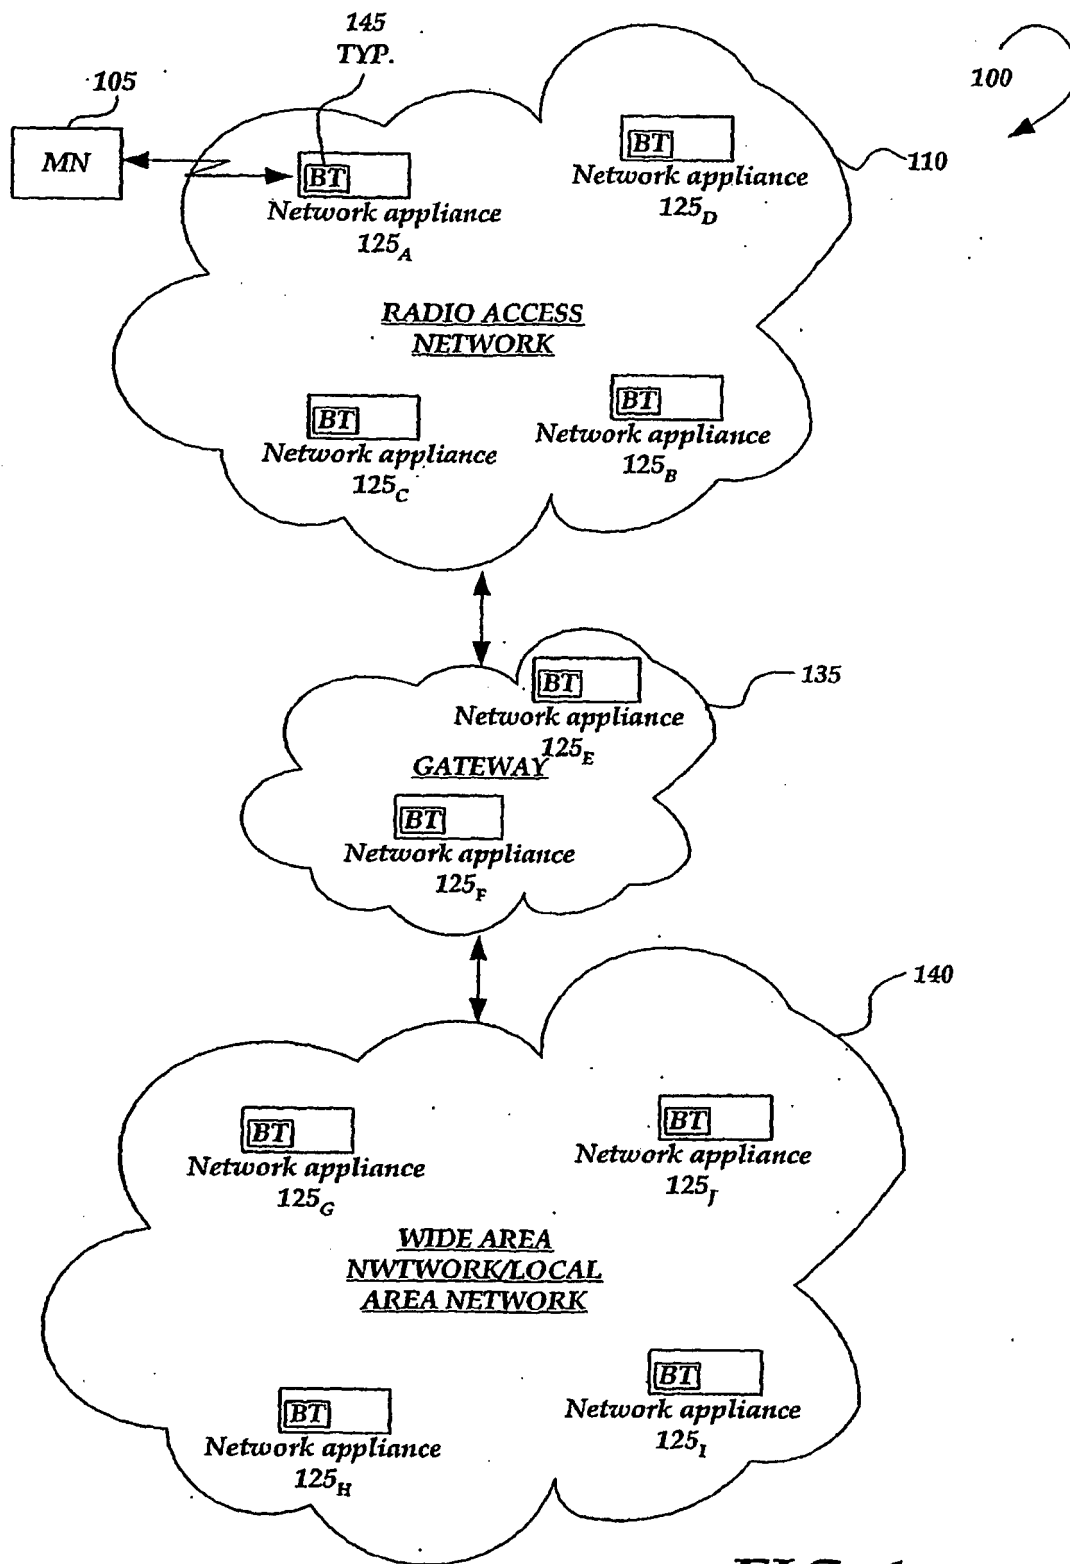 145
TYP.
105
100
MN
BT
Network appliance
125A
BT
Network appliance
125D
110
RADIO ACCESS
NETWORK
BT
Network appliance
125C
BT
Network appliance
125B
BT
Network appliance
125E
135
GATEWAY
BT
Network appliance
125F
140
BT
Network appliance
125G
BT
Network appliance
125J
WIDE AREA
NWTWORK/LOCAL
AREA NETWORK
BT
Network appliance
125H
BT
Network appliance
125I